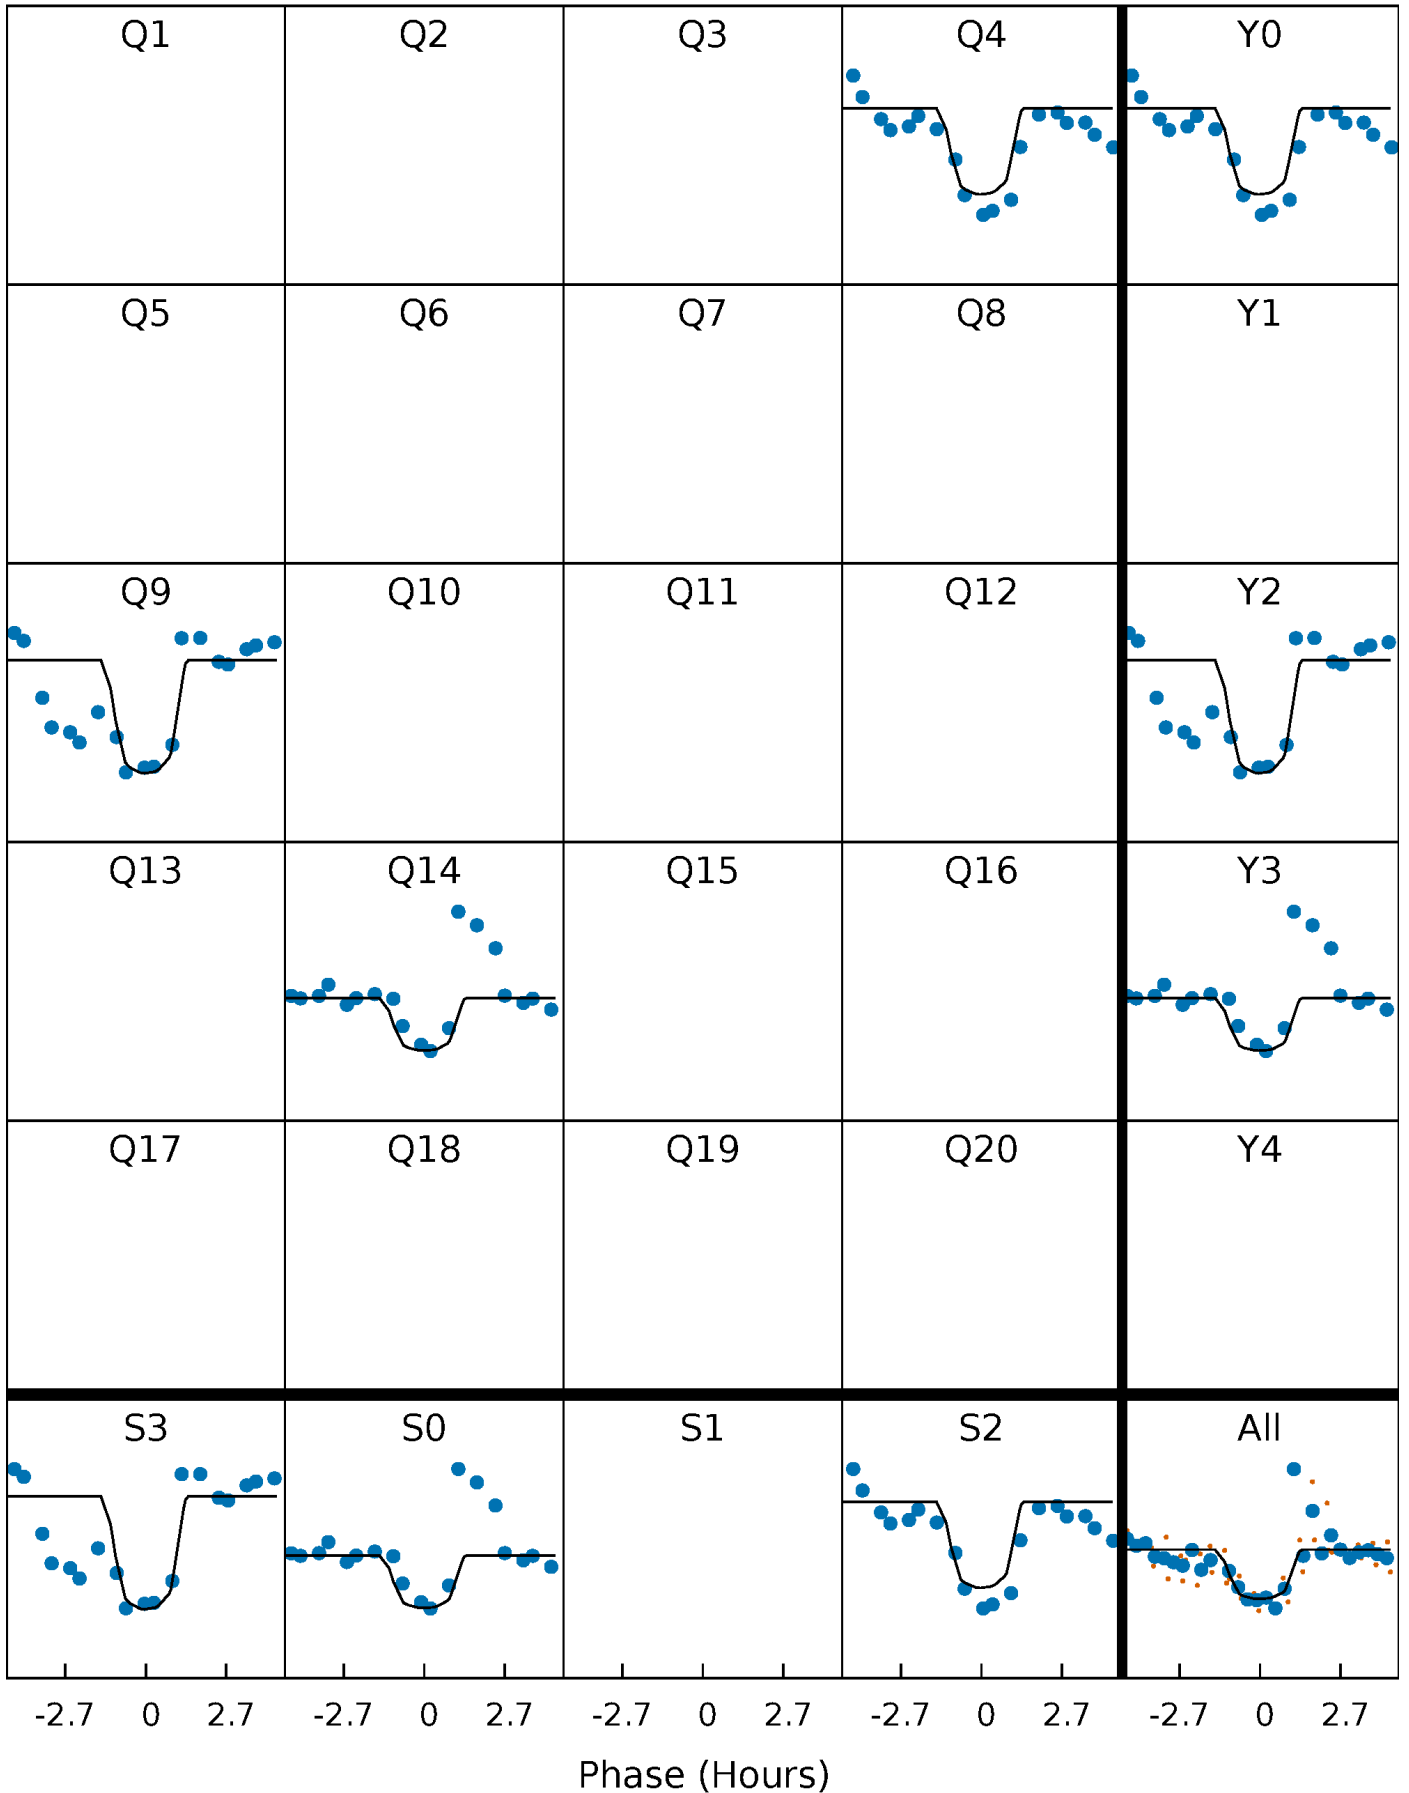 Q1 Q2 Q3 Q4 Y0
Q5 Q6 Q7 Q8 Y1
Q9 Q10 Q11 Q12 Y2
Q13 Q14 Q15 Q16 Y3
Q17 Q18 Q19 Q20 Y4
S3 S0 S1 S2 All
-2.7 0 2.7 -2.7 0 2.7 -2.7 0 2.7 -2.7 0 2.7 -2.7 0 2.7
Phase (Hours)